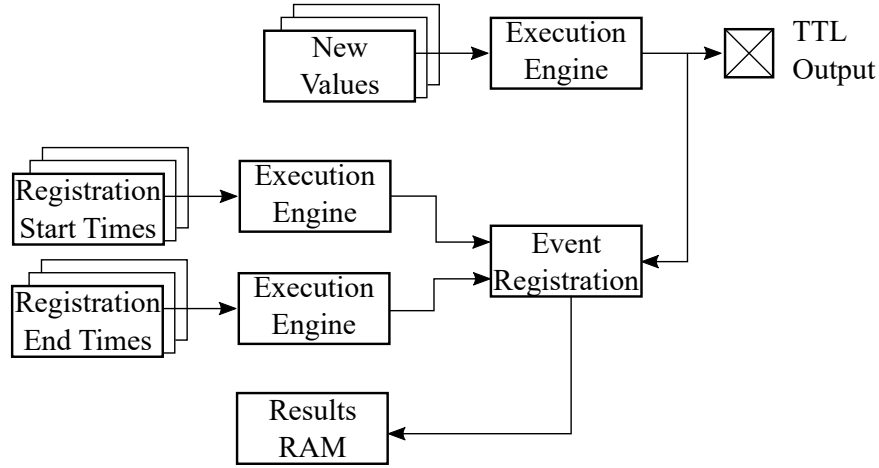 New
Values
Execution
Engine
TTL
Output
Registration
Start Times
Execution
Engine
Event
Registration
Registration
End Times
Execution
Engine
Results
RAM